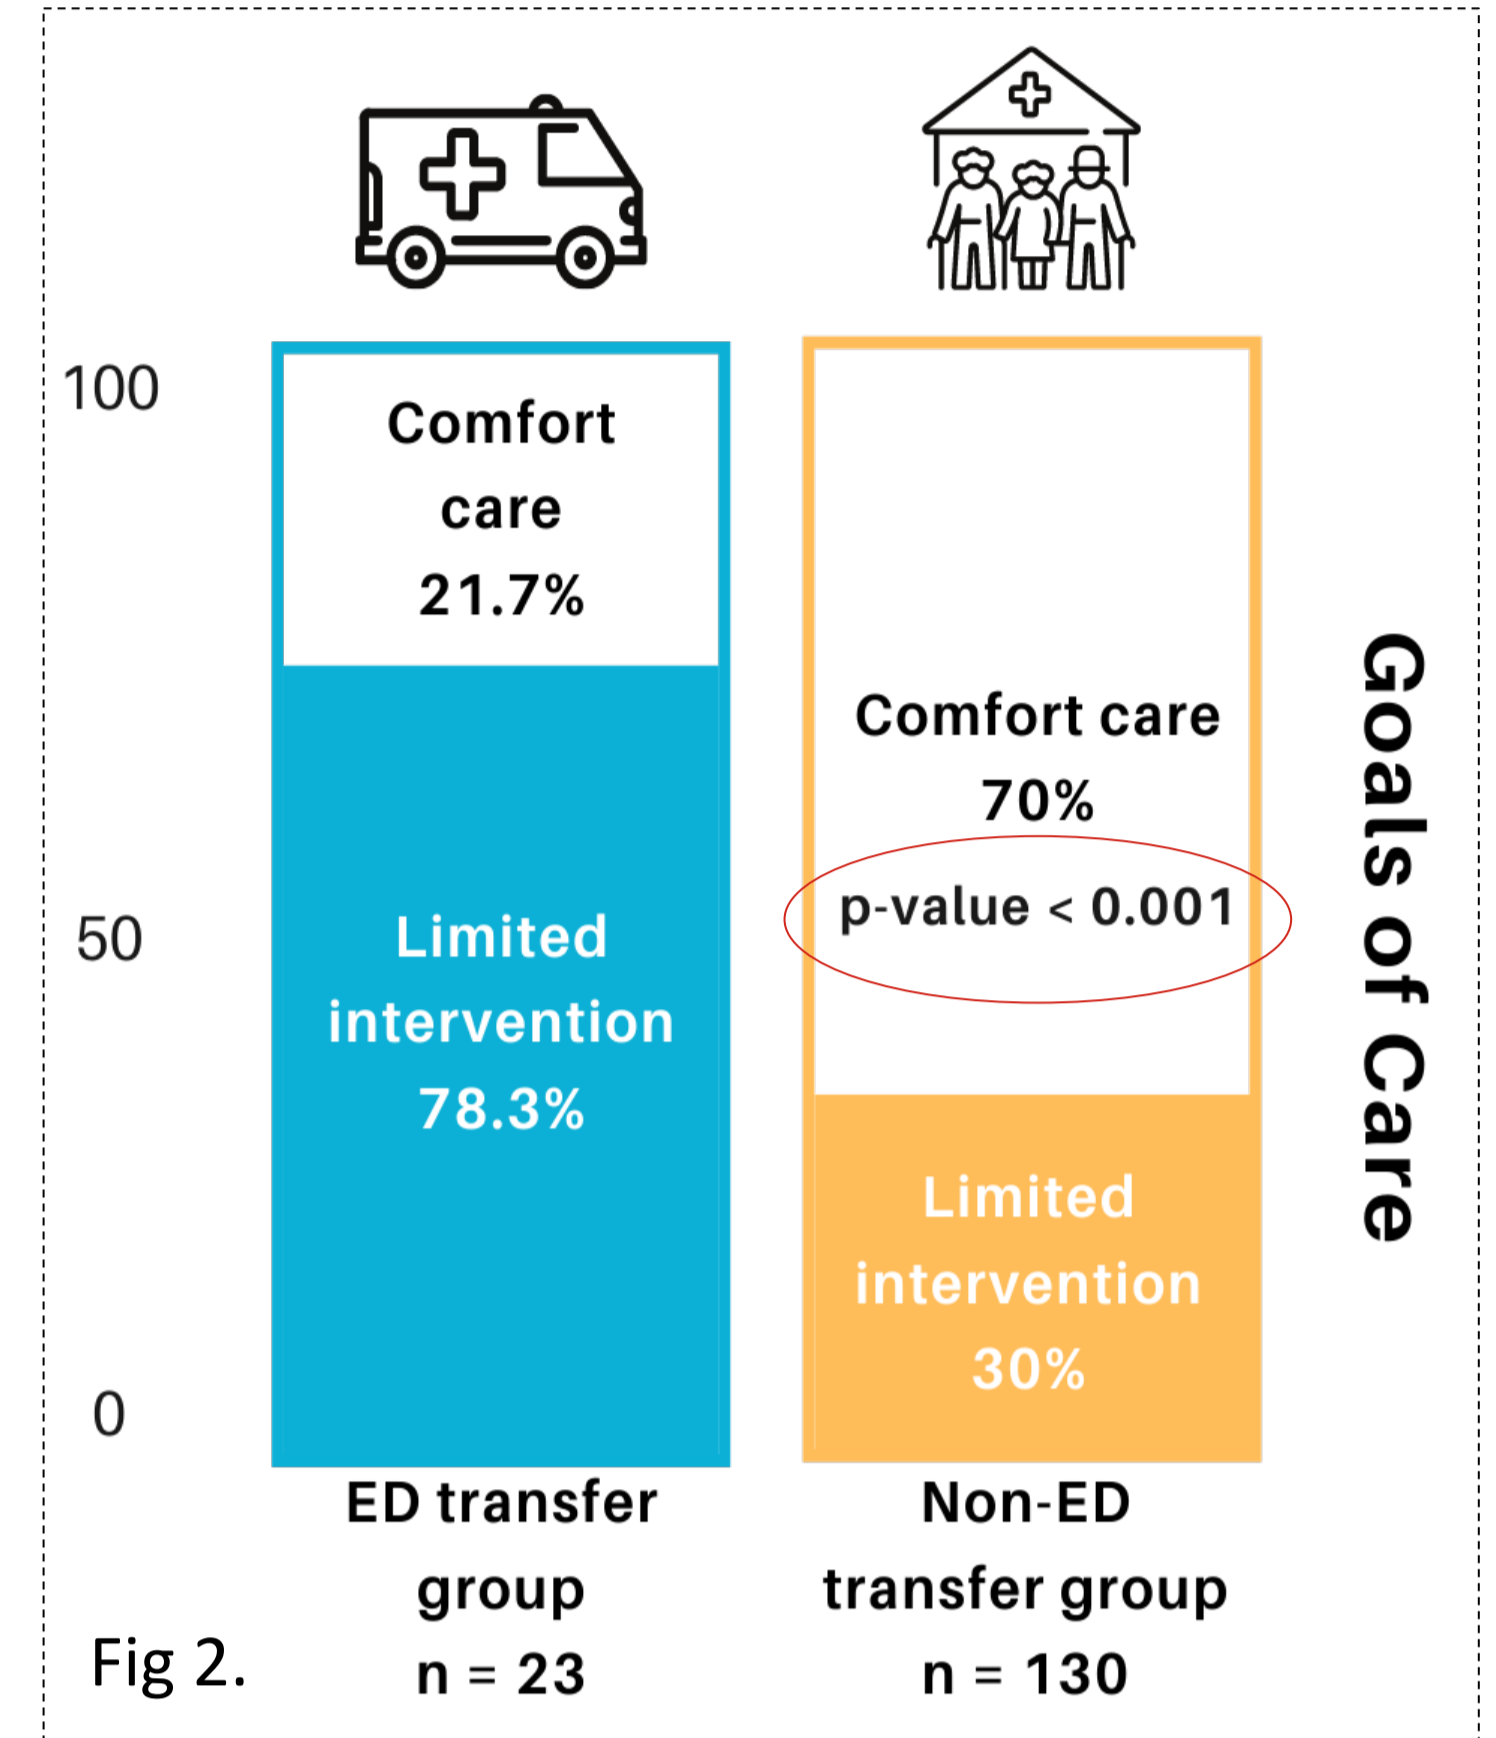 100
50
0
Comfort
care
21.7%
Limited
intervention
78.3%
Comfort care
70%
p-value < 0.001
Limited
intervention
30%
Goals of Care
ED transfer
group
n = 23
Non-ED
transfer group
n = 130
Fig 2.